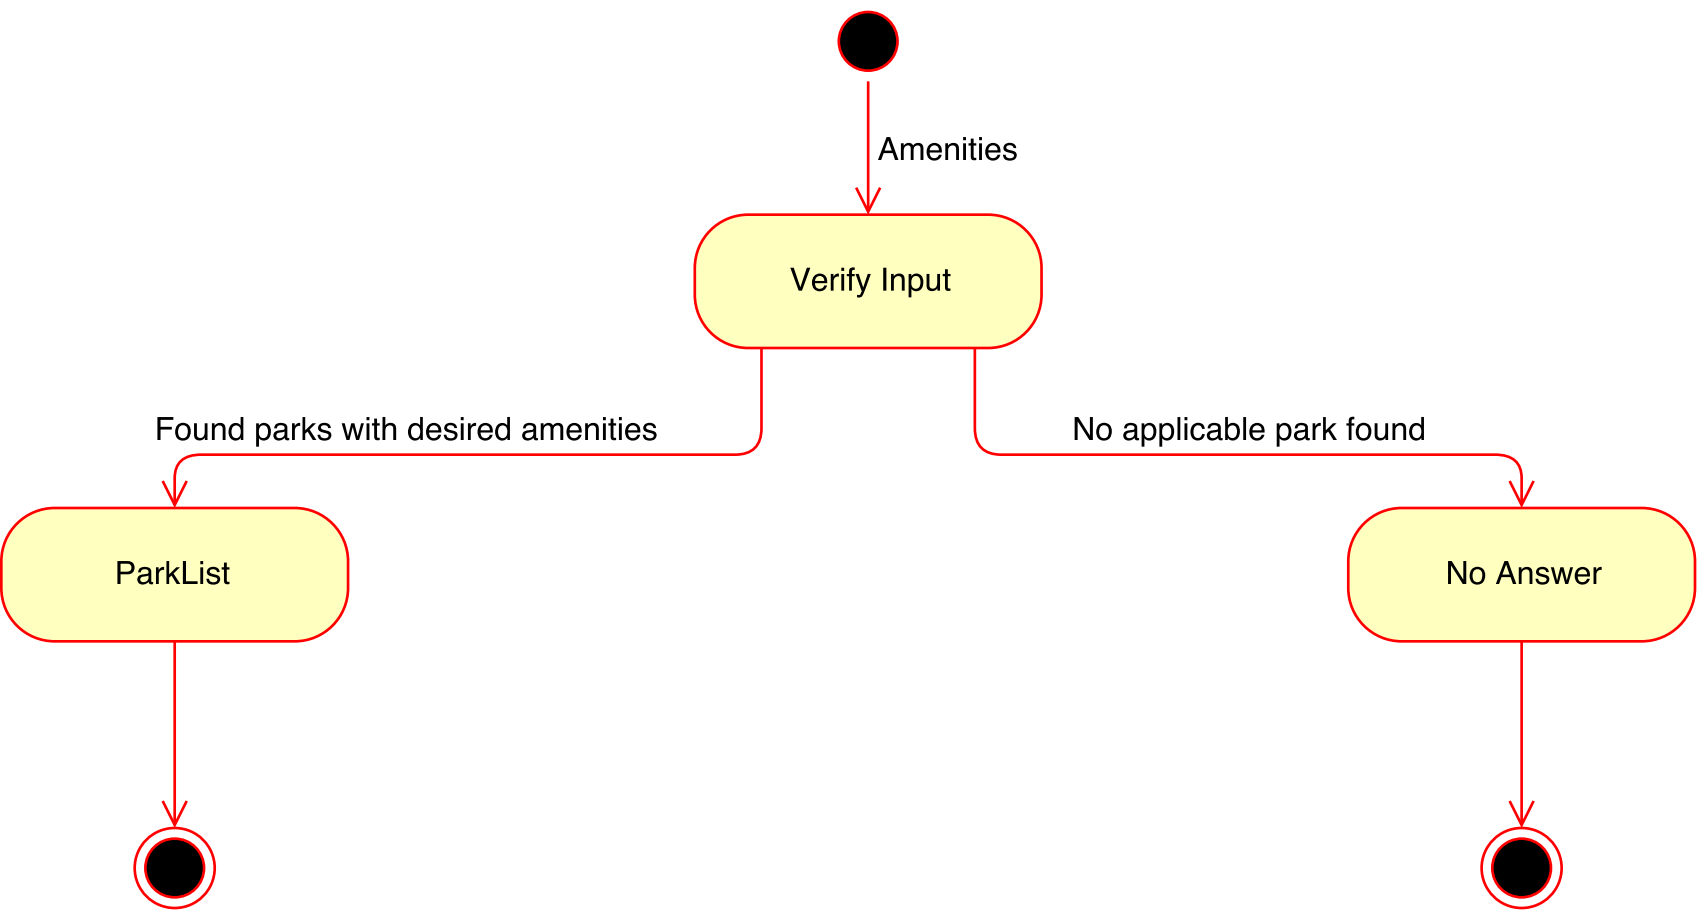 Amenities
Verify Input
Found parks with desired amenities
No applicable park found
ParkList
No Answer